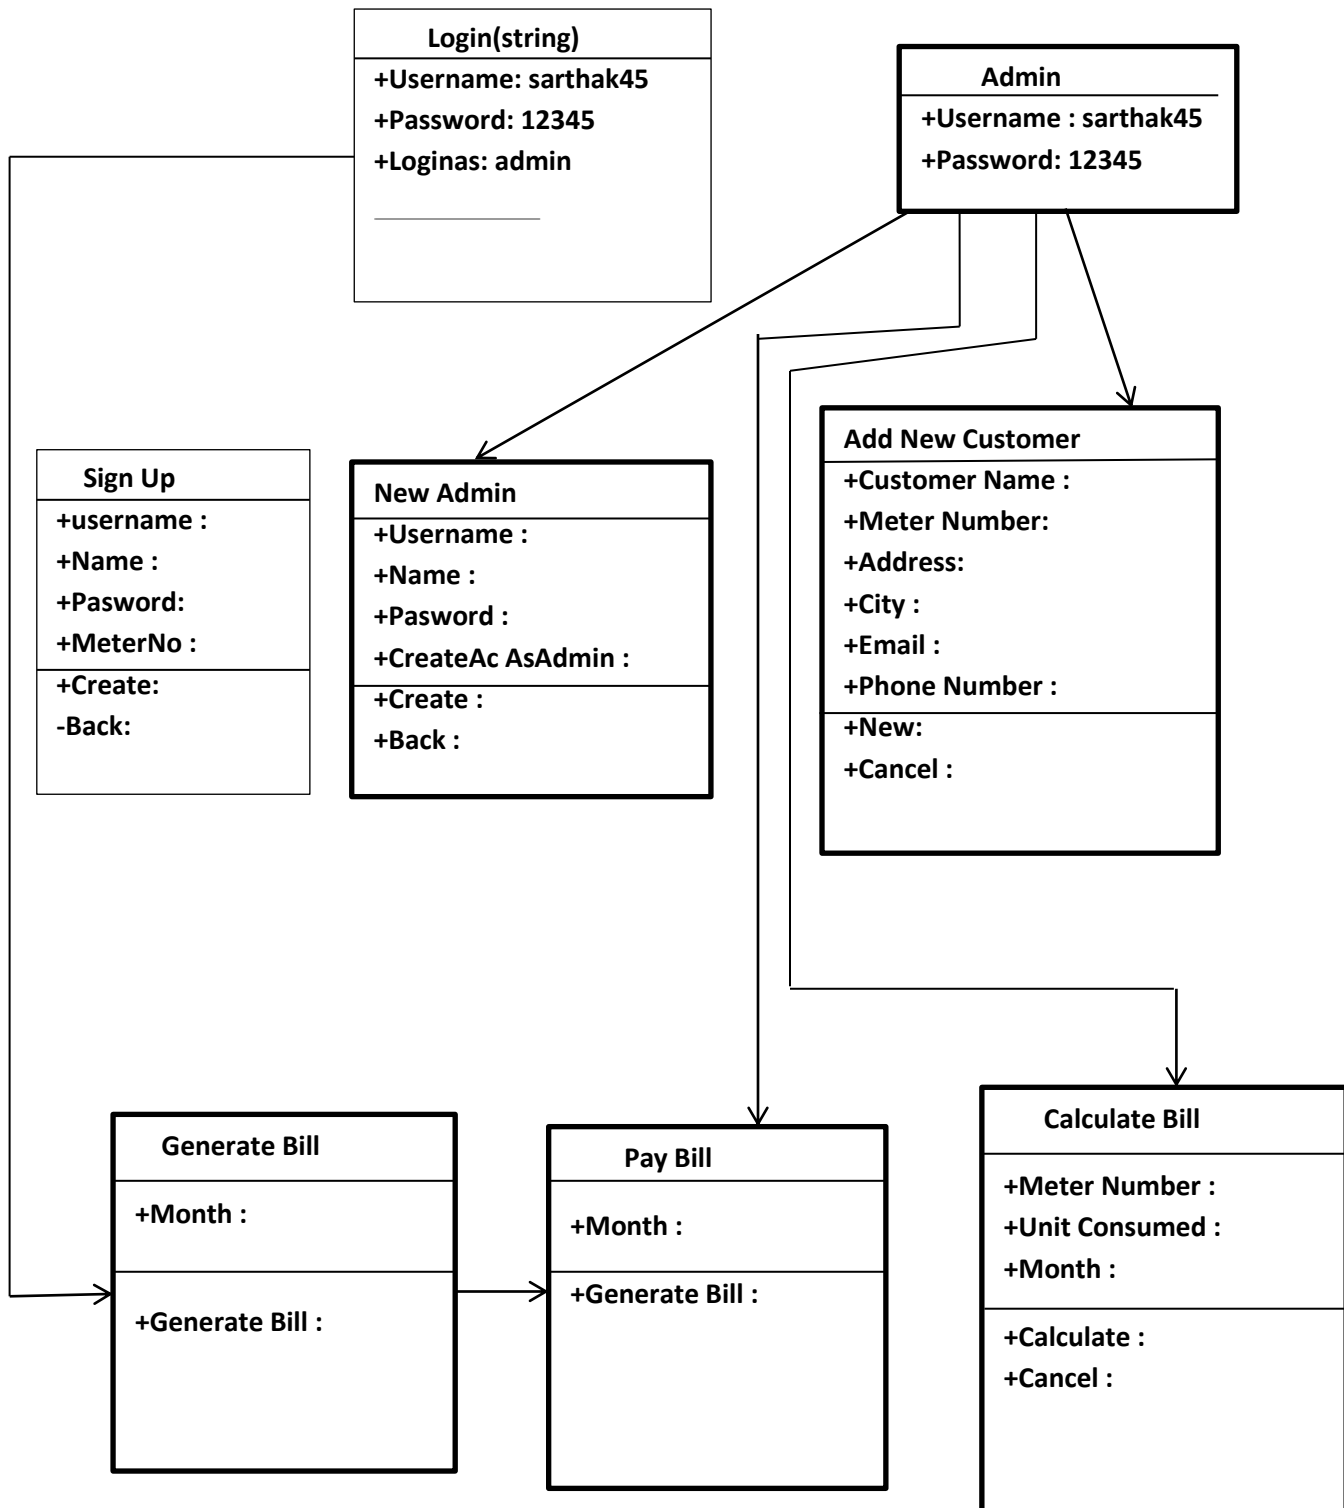 Login(string)
+Username: sarthak45
+Password: 12345
+Loginas: admin
Admin
+Username : sarthak45
+Password: 12345
Sign Up
+username :
+Name :
+Pasword:
+MeterNo :
+Create:
-Back:
New Admin
+Username :
+Name :
+Pasword :
+CreateAc AsAdmin :
+Create :
+Back :
Add New Customer
+Customer Name :
+Meter Number:
+Address:
+City :
+Email :
+Phone Number :
+New:
+Cancel :
Generate Bill
+Month :
+Generate Bill :
Pay Bill
+Month :
+Generate Bill :
Calculate Bill
+Meter Number :
+Unit Consumed :
+Month :
+Calculate :
+Cancel :